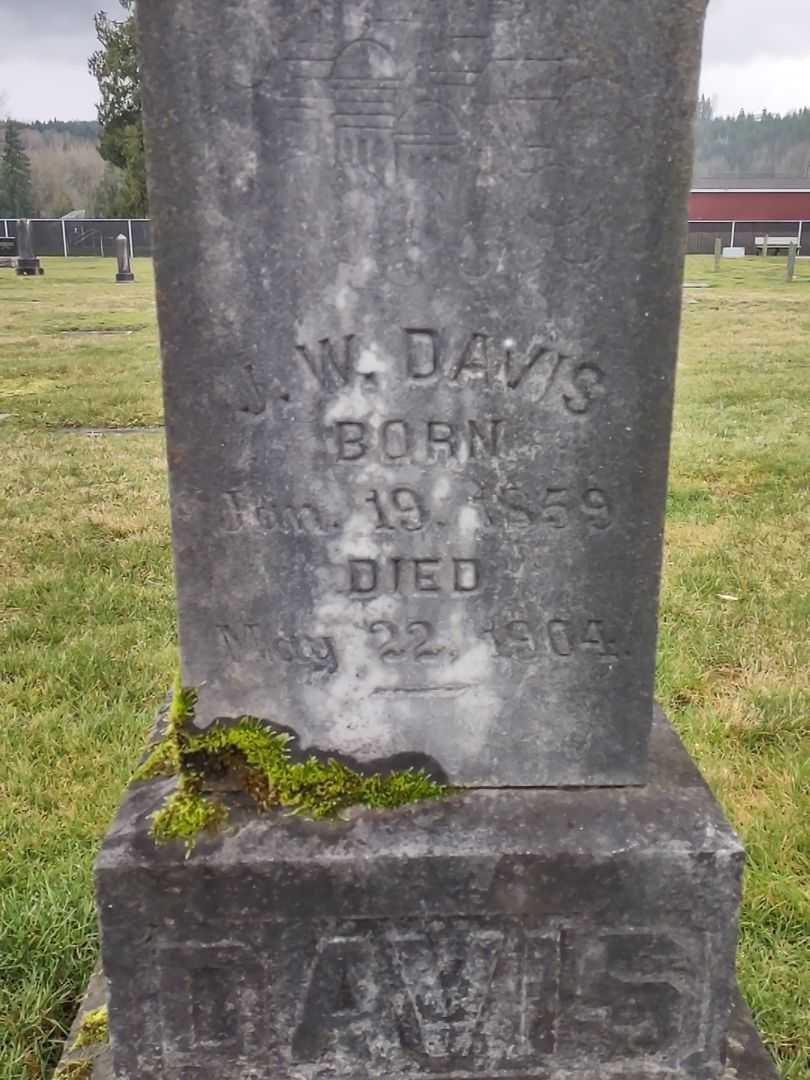 J. W. DAVIS
BORN
Jan. 19. 1859
DIED
May 22, 1904.
DAVIS